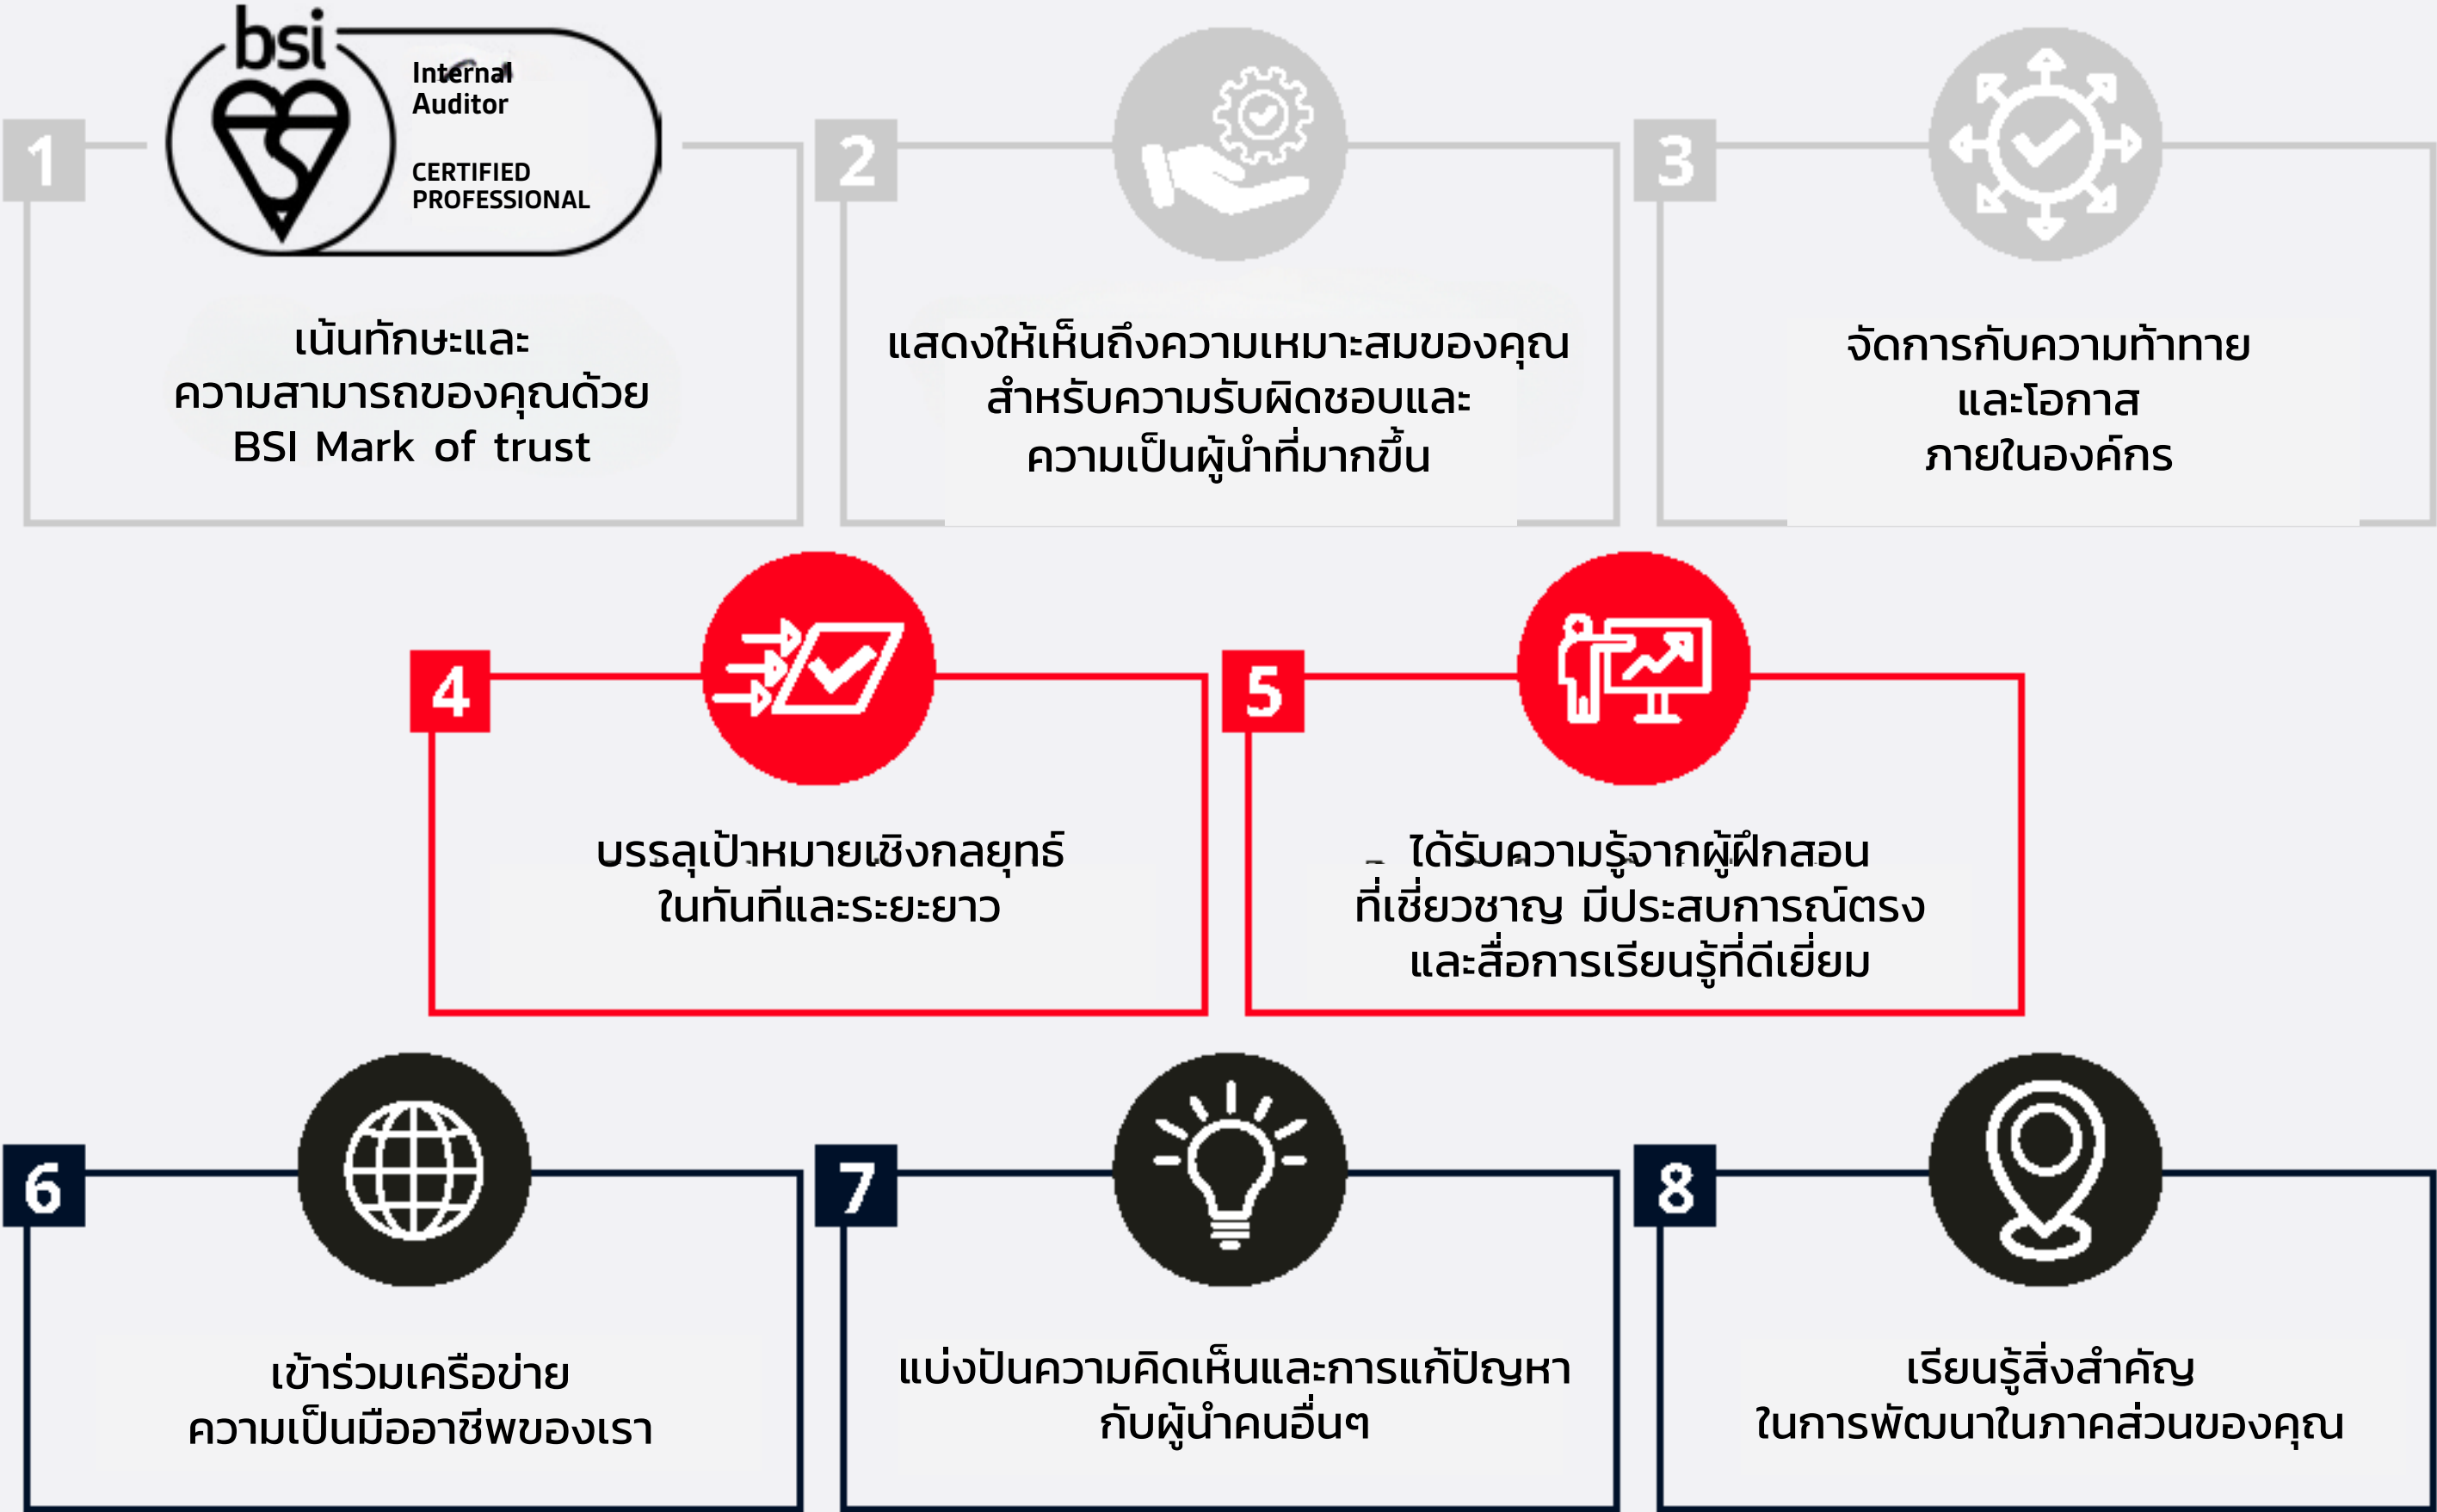 bsi
Internal
Auditor
CERTIFIED
PROFESSIONAL
1
เน้นทักษะและ
ความสามารถของคุณด้วย
BSI Mark of trust
2
แสดงให้เห็นถึงความเหมาะสมของคุณ
สำหรับความรับผิดชอบและ
ความเป็นผู้นำที่มากขึ้น
3
จัดการกับความท้าทาย
และโอกาส
ภายในองค์กร
4
บรรลุเป้าหมายเชิงกลยุทธ์
ในทันทีและระยะยาว
5
ได้รับความรู้จากผู้ฝึกสอน
ที่เชี่ยวชาญ มีประสบการณ์ตรง
และสื่อการเรียนรู้ที่ดีเยี่ยม
6
เข้าร่วมเครือข่าย
ความเป็นมืออาชีพของเรา
7
แบ่งปันความคิดเห็นและการแก้ปัญหา
กับผู้นำคนอื่นๆ
8
เรียนรู้สิ่งสำคัญ
ในการพัฒนาในภาคส่วนของคุณ